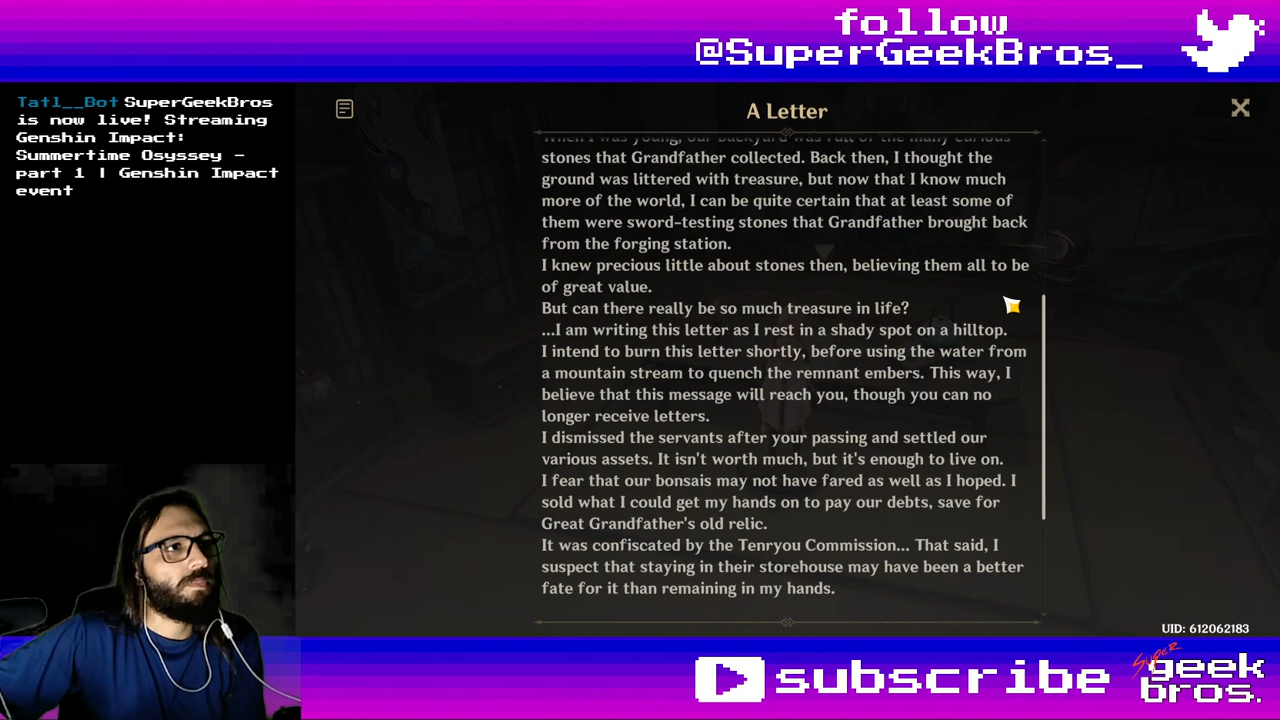 follow
@SuperGeekBros_
Tatl__Bot SuperGeekBros
is now live! Streaming
Genshin Impact:
Summertime Osyssey -
part 1 | Genshin Impact
event
A Letter
When I was young, our backyard was full of the many curious
stones that Grandfather collected. Back then, I thought the
ground was littered with treasure, but now that I know much
more of the world, I can be quite certain that at least some of
them were sword-testing stones that Grandfather brought back
from the forging station.
I knew precious little about stones then, believing them all to be
of great value.
But can there really be so much treasure in life?
...I am writing this letter as I rest in a shady spot on a hilltop.
I intend to burn this letter shortly, before using the water from
a mountain stream to quench the remnant embers. This way, I
believe that this message will reach you, though you can no
longer receive letters.
I dismissed the servants after your passing and settled our
various assets. It isn't worth much, but it's enough to live on.
I fear that our bonsais may not have fared as well as I hoped. I
sold what I could get my hands on to pay our debts, save for
Great Grandfather's old relic.
It was confiscated by the Tenryou Commission... That said, I
suspect that staying in their storehouse may have been a better
fate for it than remaining in my hands.
UID: 612062183
subscribe
SUPER
geek
bros.